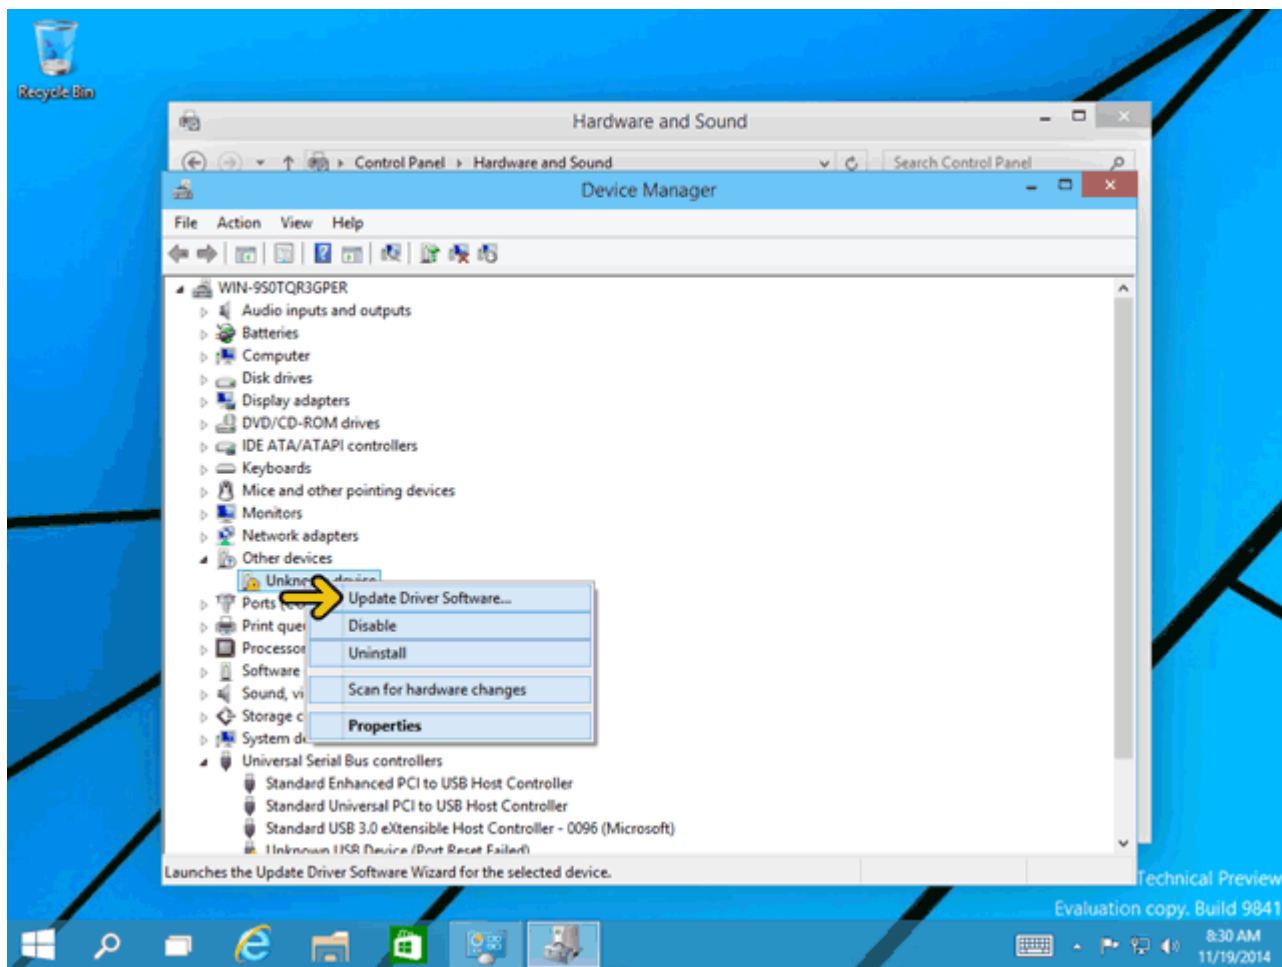 Recycle Bin
Hardware and Sound
Control Panel Hardware and Sound
Search Control Panel
Device Manager
File Action View Help
WIN-9S0TQR3GPER
Audio inputs and outputs
Batteries
Computer
Disk drives
Display adapters
DVD/CD-ROM drives
IDE ATA/ATAPI controllers
Keyboards
Mice and other pointing devices
Monitors
Network adapters
Other devices
device
Ports
Update Driver Software...
Print que
Disable
Processor
Uninstall
Software
Sound, vi
Scan for hardware changes
Storage c
Properties
System de
Universal Serial Bus controllers
Standard Enhanced PCI to USB Host Controller
Standard Universal PCI to USB Host Controller
Standard USB 3.0 eXtensible Host Controller - 0096 (Microsoft)
Unknown USB Device (Port Reset Failed)
Launches the Update Driver Software Wizard for the selected device.
Technical Preview
Evaluation copy. Build 9841
8:30 AM
11/19/2014